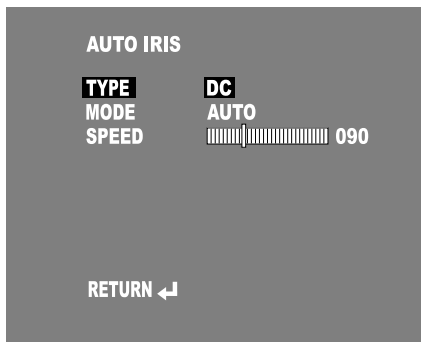 AUTO IRIS
TYPE DC
MODE AUTO
SPEED 090
RETURN